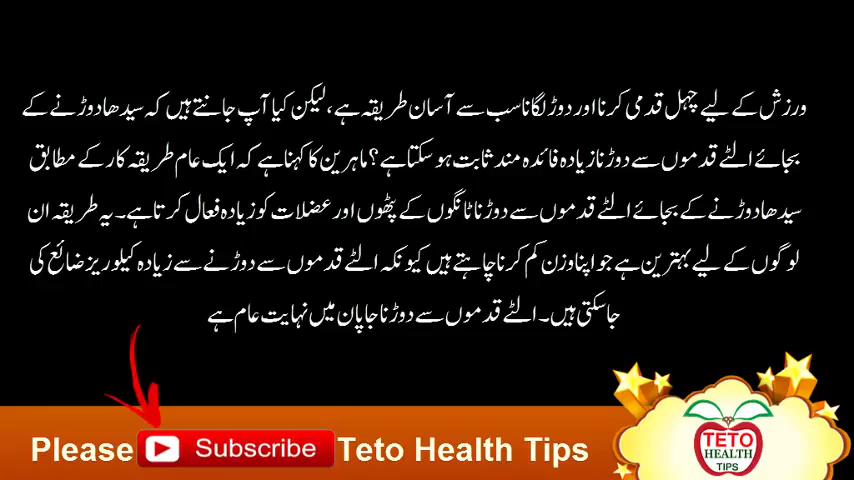 ورزش کے لیے چہل قدمی کرنا اور دوڑ لگانا سب سے آسان طریقہ ہے، لیکن کیا آپ جانتے ہیں کہ سیدھا دوڑنے کے
بجائے الٹے قدموں سے دوڑنا زیادہ فائدہ مند ثابت ہو سکتا ہے؟ ماہرین کا کہنا ہے کہ ایک عام طریقہ کار کے مطابق
سیدھا دوڑنے کے بجائے الٹے قدموں سے دوڑنا ٹانگوں کے پٹھوں اور عضلات کو زیادہ فعال کرتا ہے۔ یہ طریقہ ان
لوگوں کے لیے بہترین ہے جو اپنا وزن کم کرنا چاہتے ہیں کیونکہ الٹے قدموں سے دوڑنے سے زیادہ کیلوریز ضائع کی
جا سکتی ہیں۔ الٹے قدموں سے دوڑنا جاپان میں نہایت عام ہے
Please Subscribe Teto Health Tips
TETO
HEALTH
TIPS